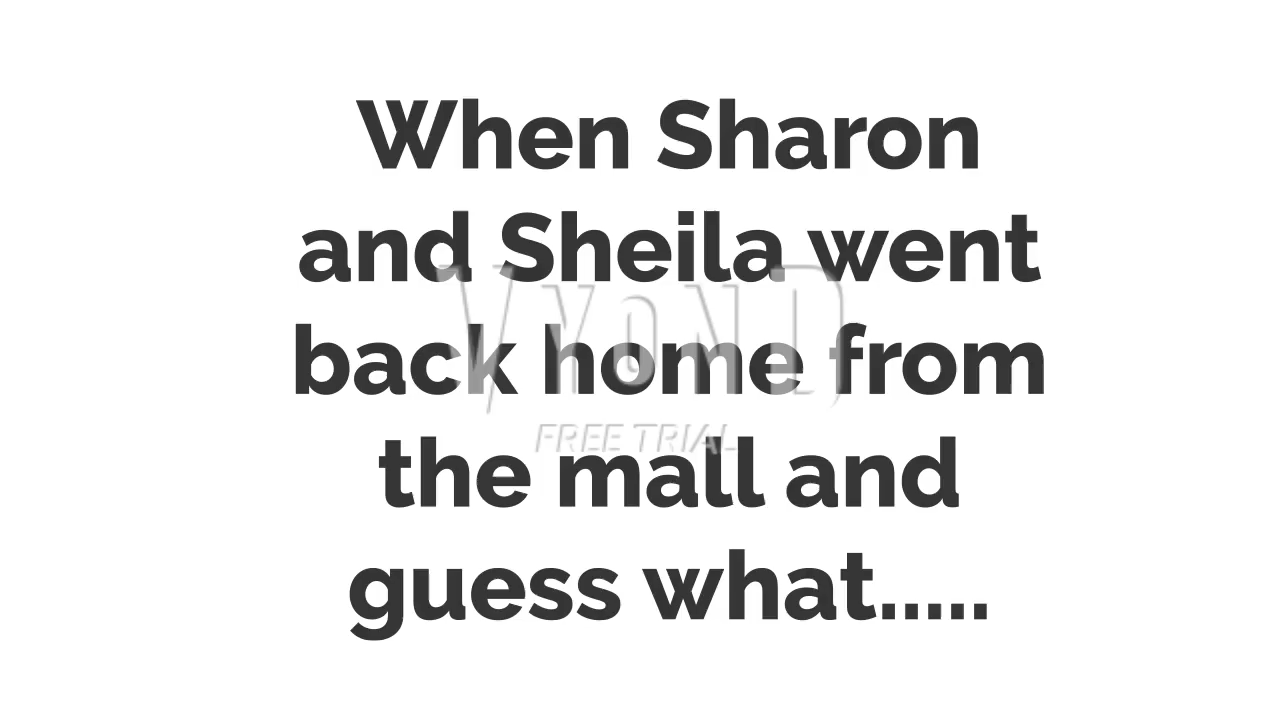 When Sharon
and Sheila went
back home from
the mall and
guess what.....
VYOND
FREE TRIAL